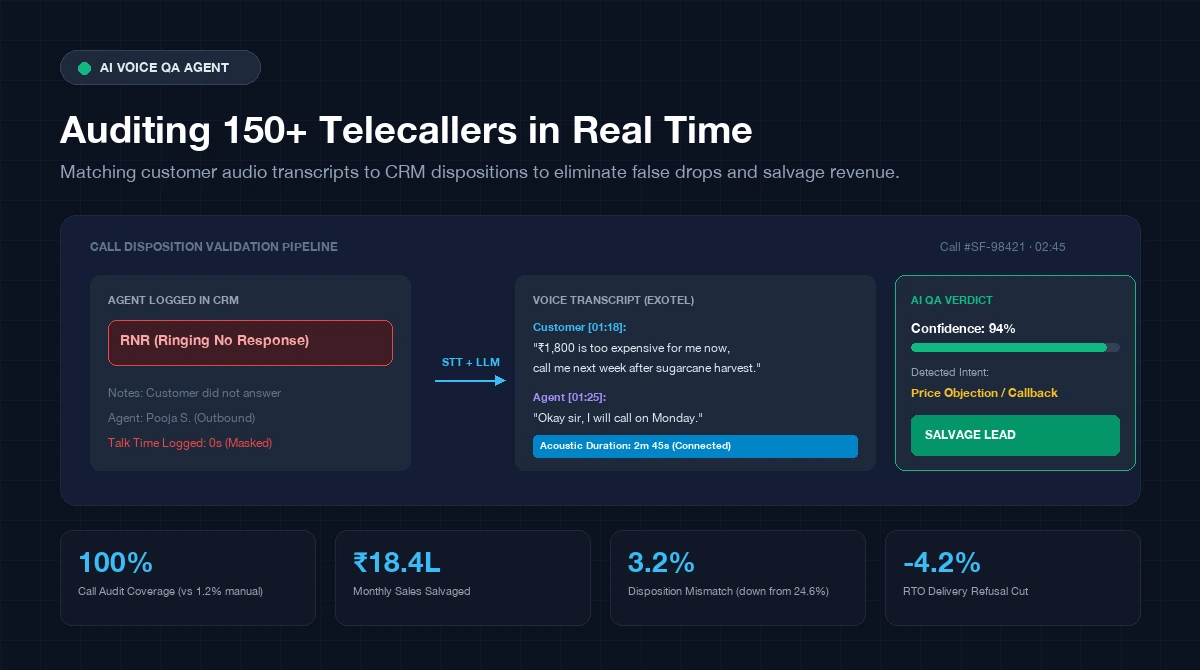 AI VOICE QA AGENT
Auditing 150+ Telecallers in Real Time
Matching customer audio transcripts to CRM dispositions to eliminate false drops and salvage revenue.
CALL DISPOSITION VALIDATION PIPELINE
Call #SF-98421 · 02:45
AGENT LOGGED IN CRM
RNR (Ringing No Response)
Notes: Customer did not answer
Agent: Pooja S. (Outbound)
Talk Time Logged: 0s (Masked)
STT + LLM
VOICE TRANSCRIPT (EXOTEL)
Customer [01:18]:
"₹1,800 is too expensive for me now,
call me next week after sugarcane harvest."
Agent [01:25]:
"Okay sir, I will call on Monday."
Acoustic Duration: 2m 45s (Connected)
AI QA VERDICT
Confidence: 94%
Detected Intent:
Price Objection / Callback
SALVAGE LEAD
100%
Call Audit Coverage (vs 1.2% manual)
₹18.4L
Monthly Sales Salvaged
3.2%
Disposition Mismatch (down from 24.6%)
-4.2%
RTO Delivery Refusal Cut